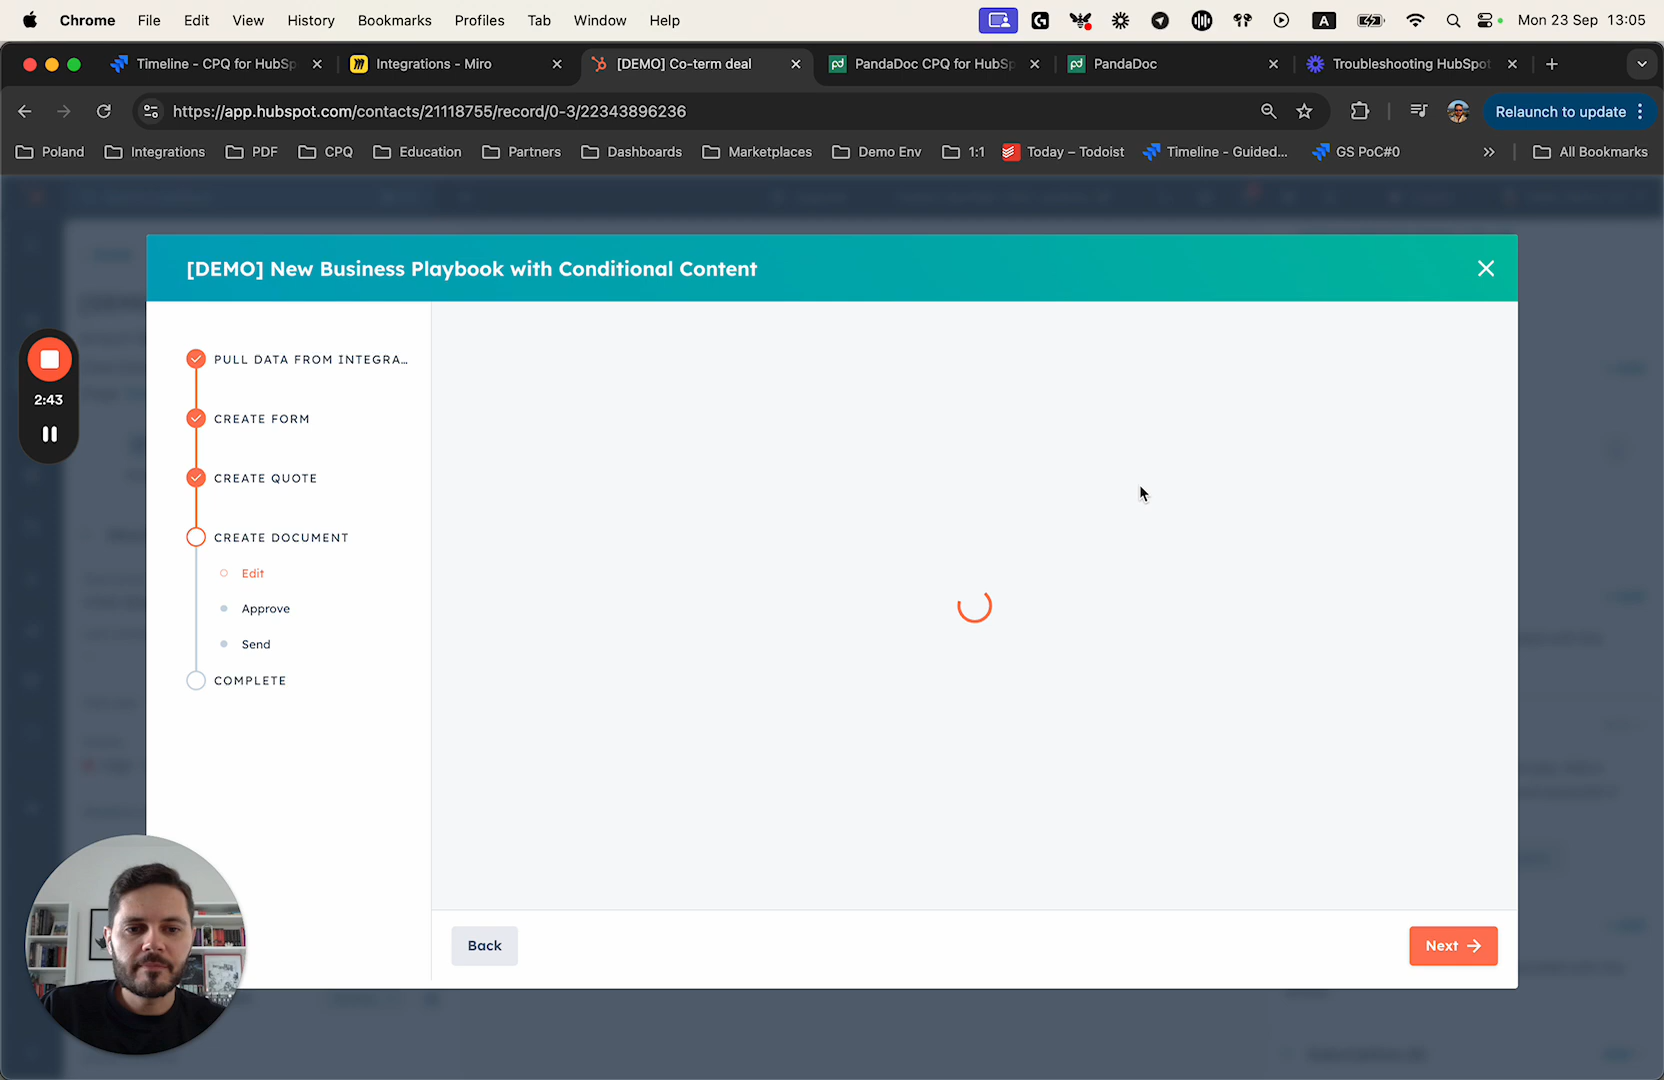 Chrome File Edit View History Bookmarks Profiles Tab Window Help A Mon 23 Sep 13:05
Timeline - CPQ for HubSp Integrations - Miro [DEMO] Co-term deal PandaDoc CPQ for HubSp PandaDoc Troubleshooting HubSpot
https://app.hubspot.com/contacts/21118755/record/0-3/22343896236 Relaunch to update
Poland Integrations PDF CPQ Education Partners Dashboards Marketplaces Demo Env 1:1 Today – Todoist Timeline - Guided... GS PoC#0 » All Bookmarks
[DEMO] New Business Playbook with Conditional Content
PULL DATA FROM INTEGRA...
2:43
CREATE FORM
CREATE QUOTE
CREATE DOCUMENT
Edit
Approve
Send
COMPLETE
Back
Next